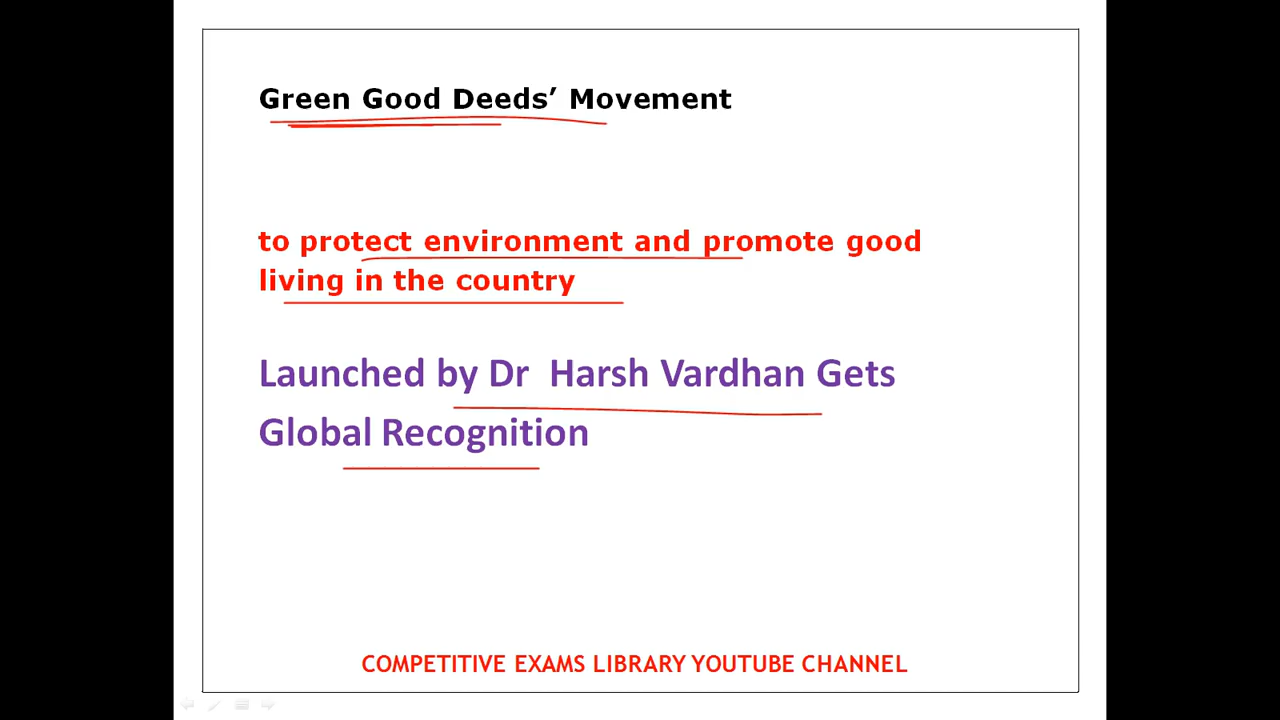 Green Good Deeds’ Movement
to protect environment and promote good
living in the country
Launched by Dr  Harsh Vardhan Gets
Global Recognition
COMPETITIVE EXAMS LIBRARY YOUTUBE CHANNEL